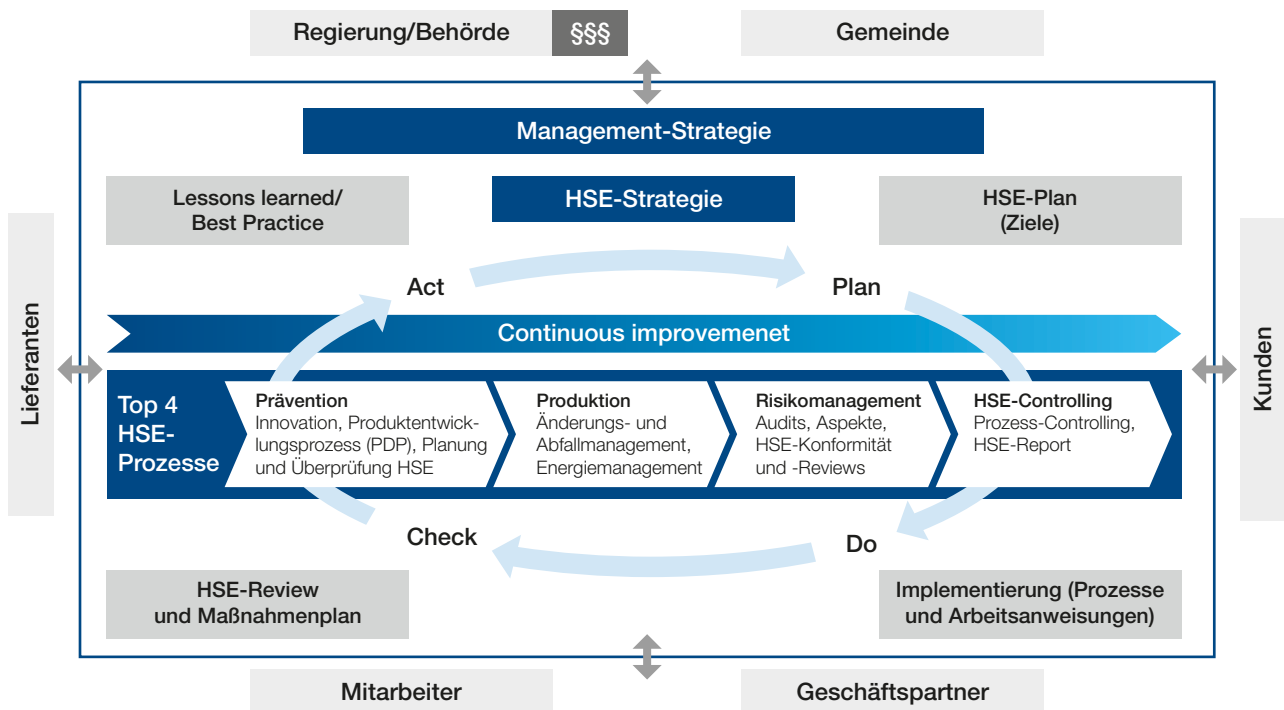 Regierung/Behörde
§§§
Gemeinde
Management-Strategie
Lessons learned/
Best Practice
HSE-Strategie
HSE-Plan
(Ziele)
Act
Plan
Continuous improvemenet
Lieferanten
Kunden
Top 4
HSE-
Prozesse
Prävention
Innovation, Produktentwick-
lungsprozess (PDP), Planung
und Überprüfung HSE
Produktion
Änderungs- und
Abfallmanagement,
Energiemanagement
Risikomanagement
Audits, Aspekte,
HSE-Konformität
und -Reviews
HSE-Controlling
Prozess-Controlling,
HSE-Report
Check
Do
HSE-Review
und Maßnahmenplan
Implementierung (Prozesse
und Arbeitsanweisungen)
Mitarbeiter
Geschäftspartner